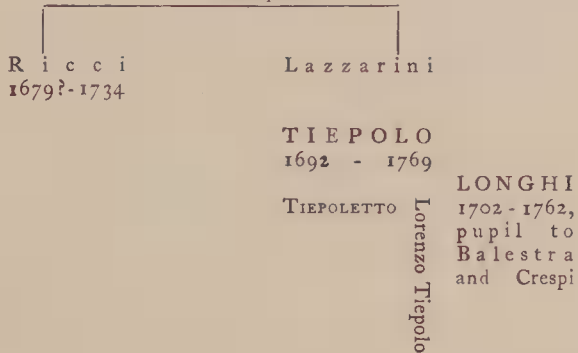 Ricci
1679?-1734
Lazzarini
TIEPOLO
1692 - 1769
TIEPOLETTO
Lorenzo Tiepolo
LONGHI
1702-1762,
pupil to
Balestra
and Crespi